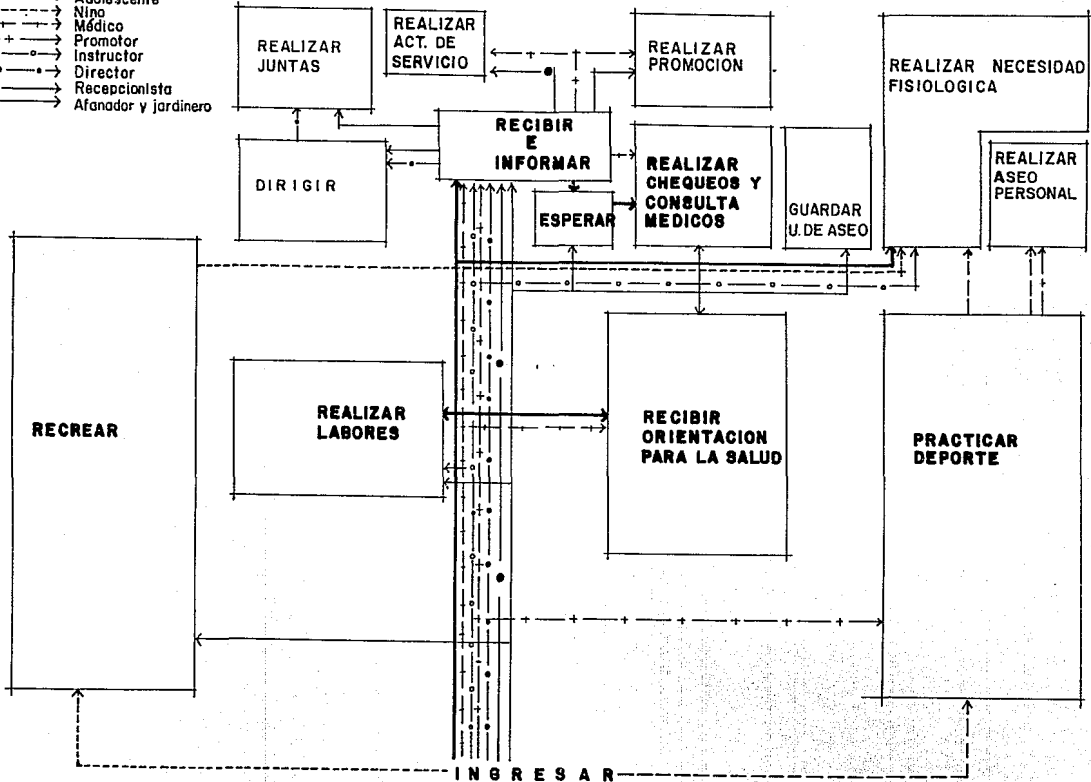 Adolescente
Niño
Médico
Promotor
Instructor
Director
Recepcionista
Afanador y jardinero
REALIZAR
JUNTAS
REALIZAR
ACT. DE
SERVICIO
REALIZAR
PROMOCION
REALIZAR NECESIDAD
FISIOLOGICA
RECIBIR
E
INFORMAR
DIRIGIR
REALIZAR
CHEQUEOS Y
CONSULTA
MEDICOS
ESPERAR
GUARDAR
U. DE ASEO
REALIZAR
ASEO
PERSONAL
RECREAR
REALIZAR
LABORES
RECIBIR
ORIENTACION
PARA LA SALUD
PRACTICAR
DEPORTE
INGRESAR